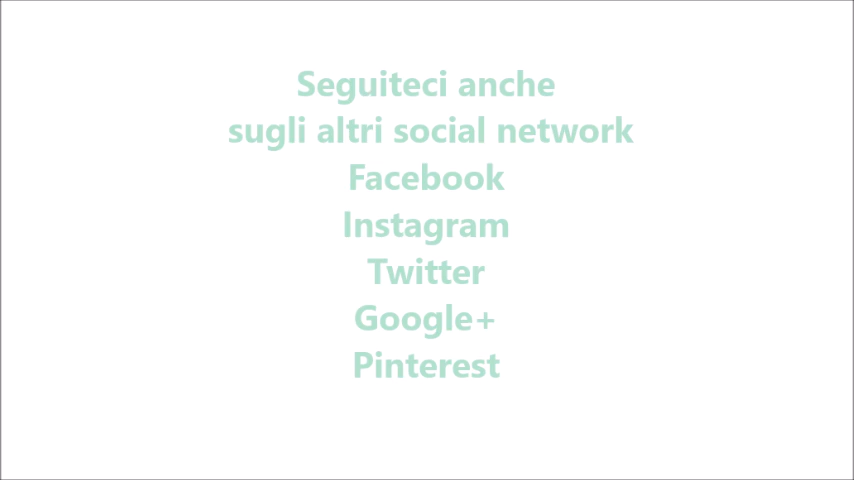 Seguiteci anche
sugli altri social network
Facebook
Instagram
Twitter
Google+
Pinterest